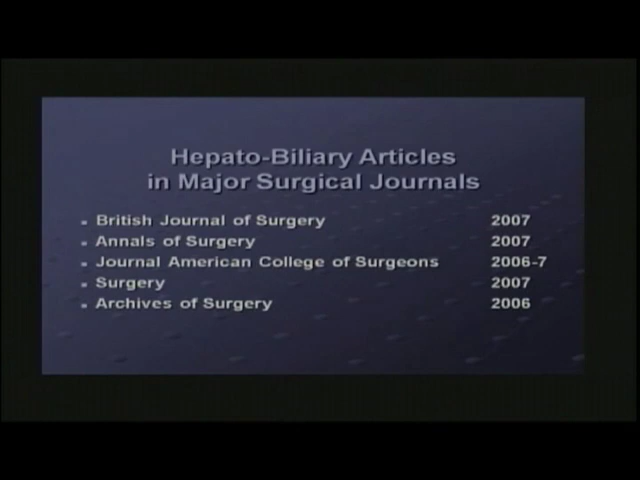 Hepato-Biliary Articles
in Major Surgical Journals
British Journal of Surgery 2007
Annals of Surgery 2007
Journal American College of Surgeons 2006-7
Surgery 2007
Archives of Surgery 2006